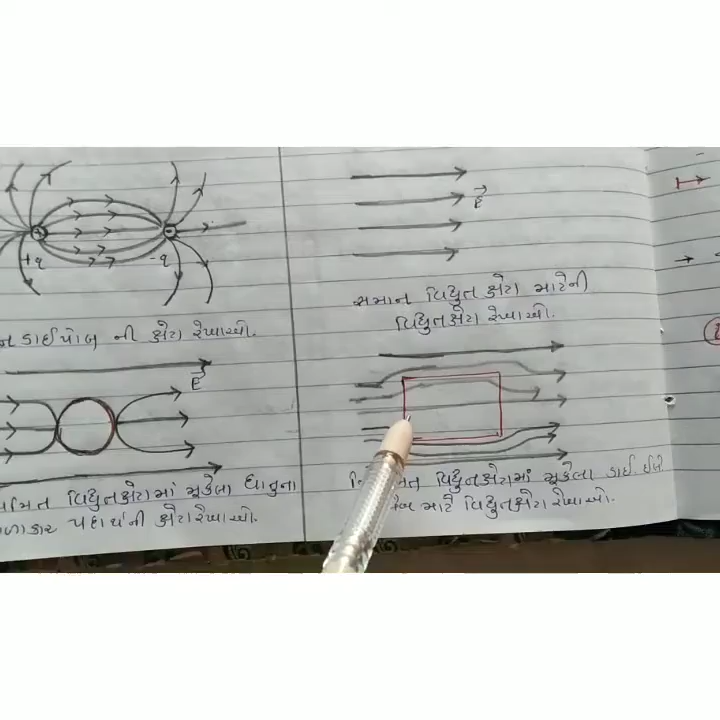 +q
-q
ડાઈપોલ ની ક્ષેત્ર રેખાઓ.
E
સમાન વિદ્યુત ક્ષેત્ર માટેની
વિદ્યુતક્ષેત્ર રેખાઓ.
E
વિદ્યુતક્ષેત્રમાં મૂકેલા ધાતુના
પદાર્થની ક્ષેત્રરેખાઓ.
વિદ્યુતક્ષેત્રમાં મૂકેલા ડાઈ
માટે વિદ્યુતક્ષેત્ર રેખાઓ.